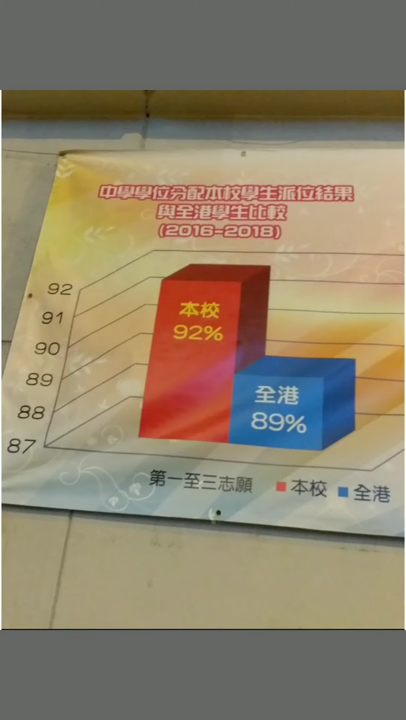 中學學位分配本校學生派位結果
與全港學生比較
(2016-2018)
92
91
90
89
88
87
本校
92%
全港
89%
第一至三志願 本校 全港